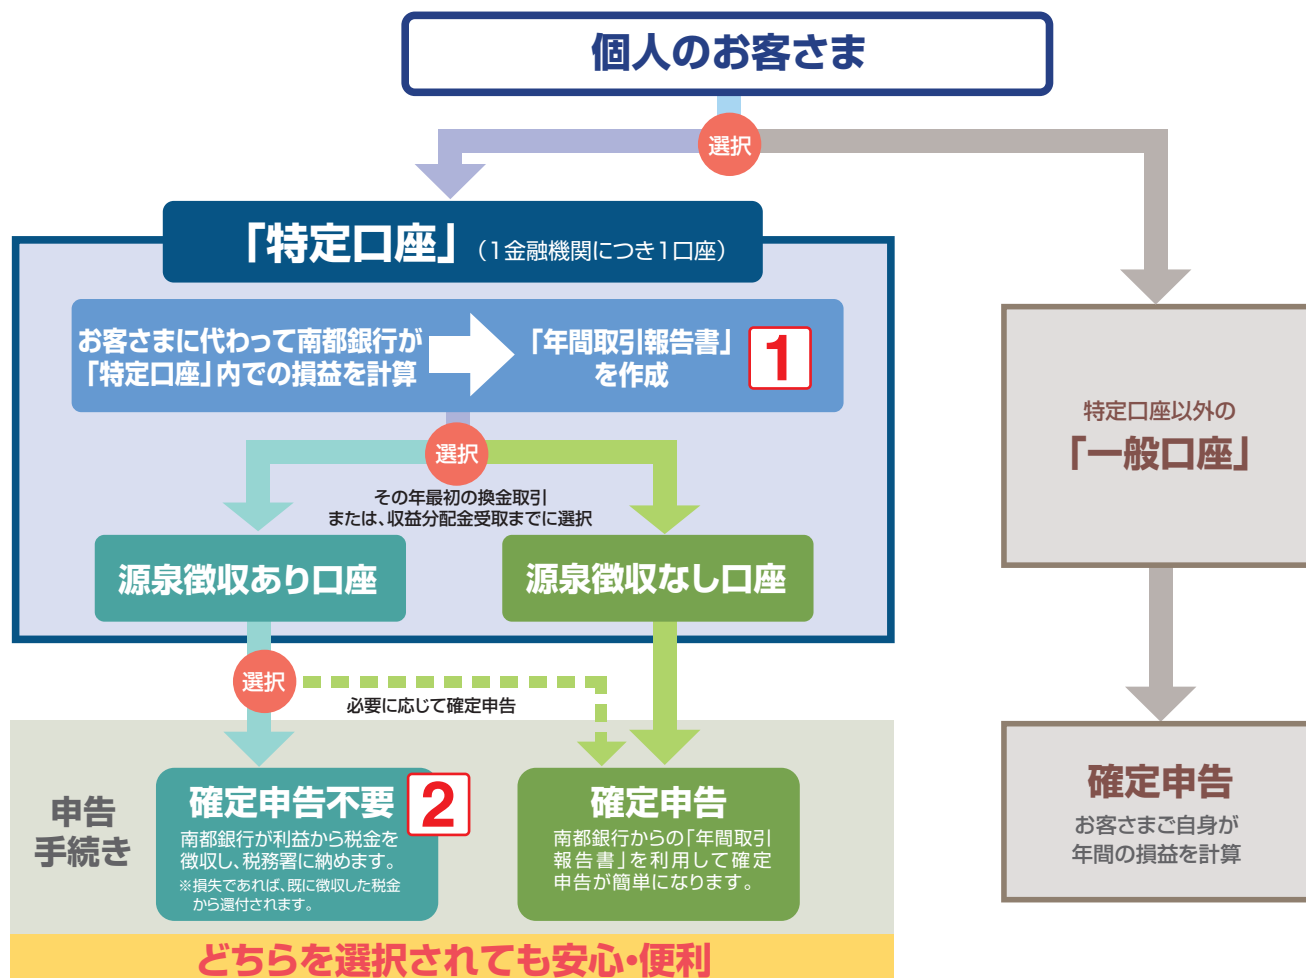 個人のお客さま
選択
「特定口座」(1金融機関につき1口座)
お客さまに代わって南都銀行が
「特定口座」内での損益を計算
「年間取引報告書」
を作成
1
選択
その年最初の換金取引
または、収益分配金受取までに選択
源泉徴収あり口座
源泉徴収なし口座
特定口座以外の
「一般口座」
選択
必要に応じて確定申告
申告
手続き
確定申告不要
2
南都銀行が利益から税金を
徴収し、税務署に納めます。
※損失であれば、既に徴収した税金
から還付されます。
確定申告
南都銀行からの「年間取引
報告書」を利用して確定
申告が簡単になります。
確定申告
お客さまご自身が
年間の損益を計算
どちらを選択されても安心・便利